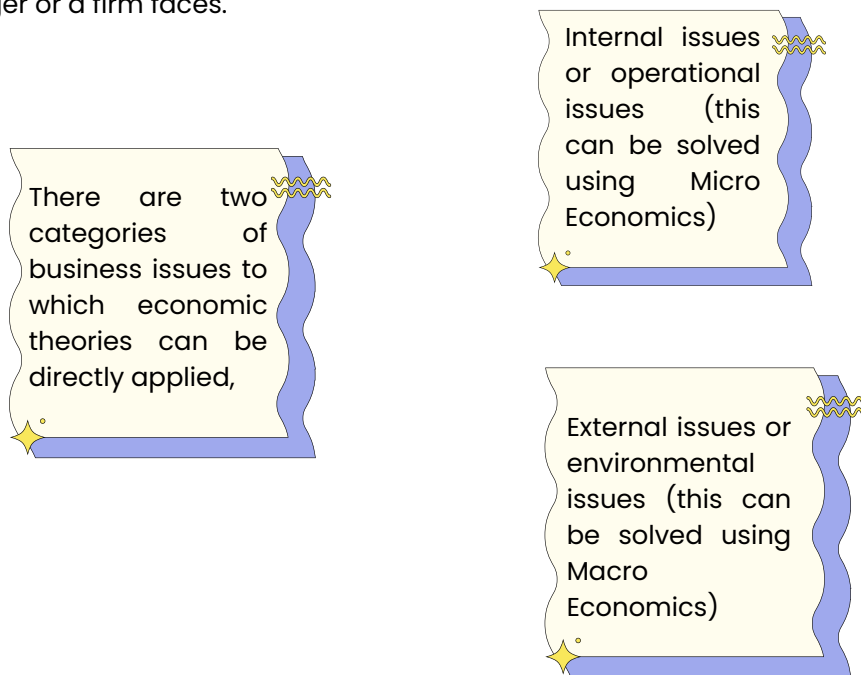 ger or a firm faces.
There are two
categories of
business issues to
which economic
theories can be
directly applied,
Internal issues
or operational
issues (this
can be solved
using Micro
Economics)
External issues or
environmental
issues (this can
be solved using
Macro
Economics)